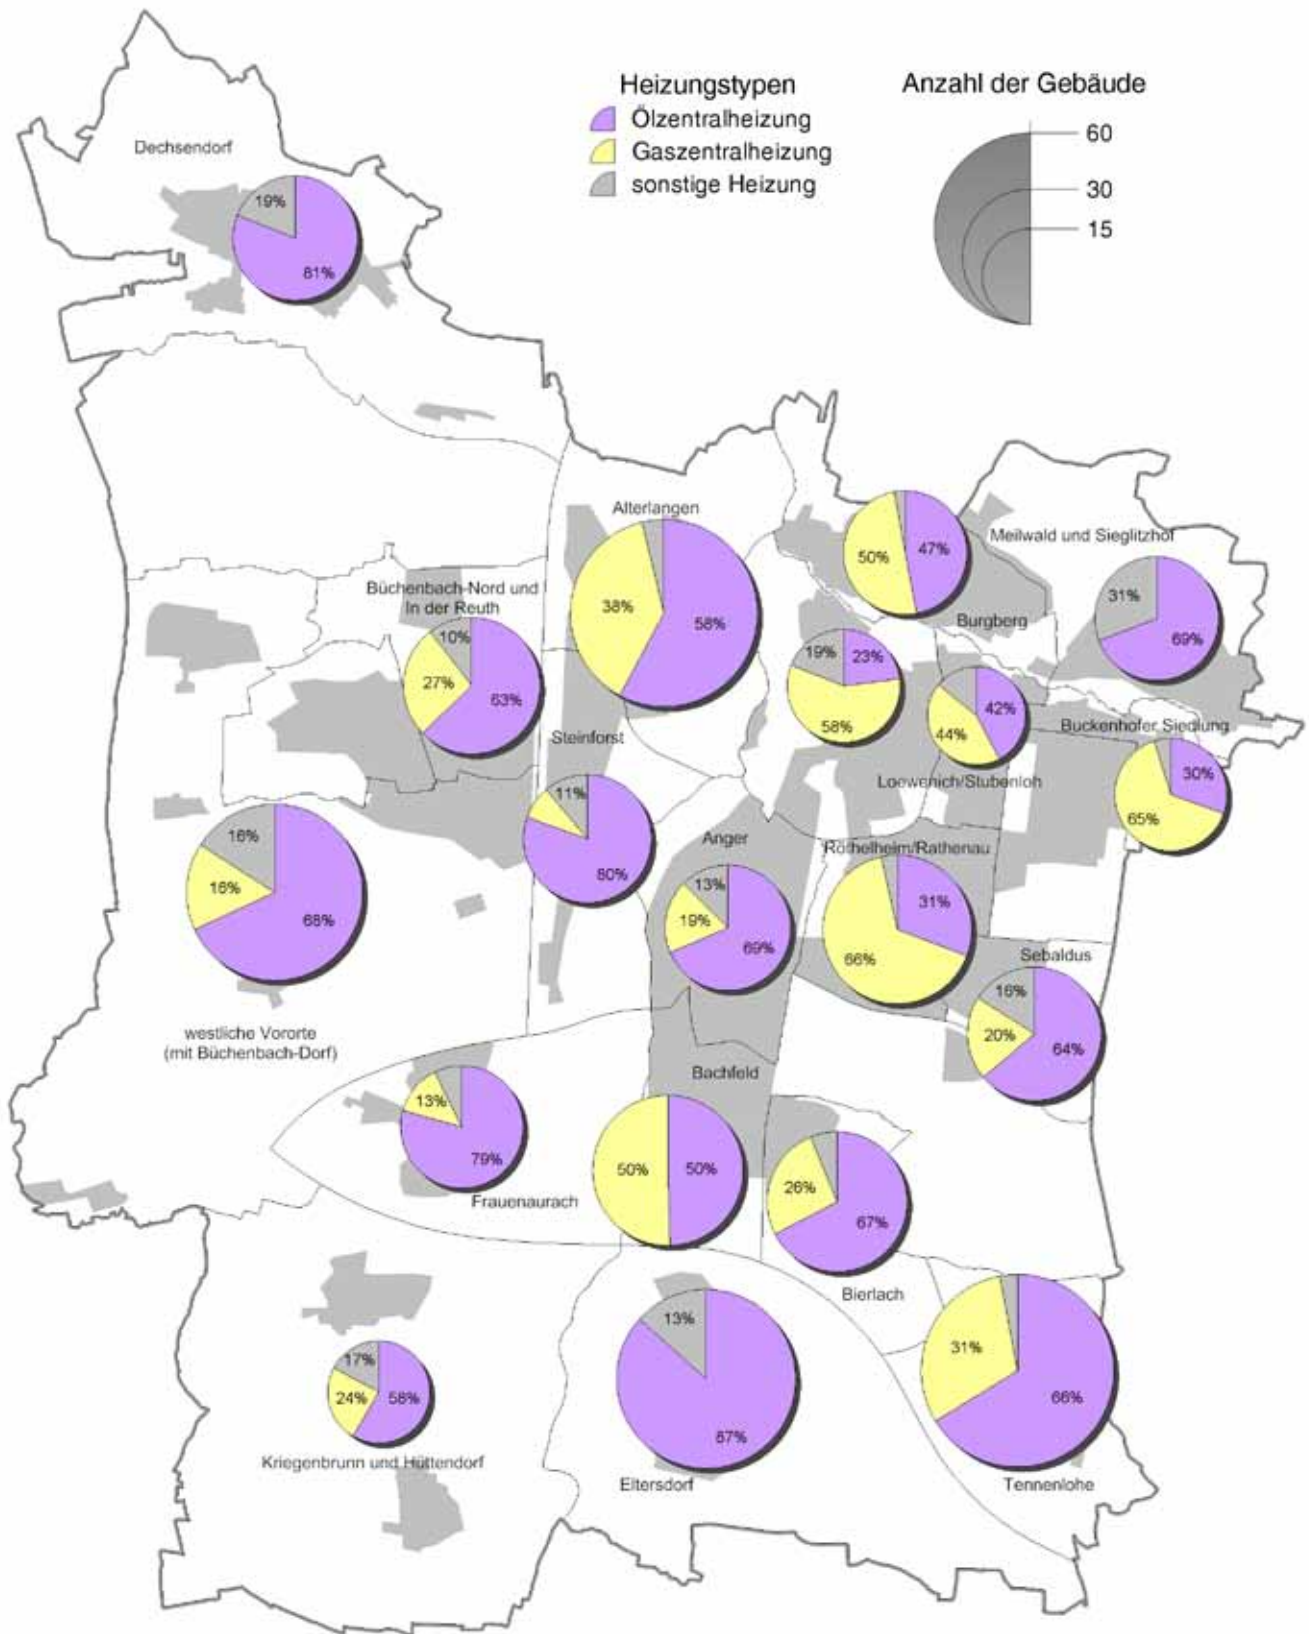 Heizungstypen
Ölzentralheizung
Gaszentralheizung
sonstige Heizung
Anzahl der Gebäude
60
30
15
Dechsendorf
19%
81%
Alterlangen
38%
58%
50%
47%
Meilwald und Sieglitzhof
31%
69%
Burgberg
Büchenbach-Nord und
In der Reuth
10%
27%
63%
19%
23%
58%
42%
44%
Loewenich/Stubenloh
Buckenhofer Siedlung
30%
65%
Steinforst
11%
80%
16%
16%
68%
westliche Vororte
(mit Büchenbach-Dorf)
Anger
13%
19%
69%
Röthelheim/Rathenau
31%
66%
Sebaldus
16%
20%
64%
Bachfeld
50%
50%
13%
79%
Frauenaurach
26%
67%
Bierlach
17%
24%
58%
Kriegenbrunn und Hüttendorf
13%
87%
Eltersdorf
31%
66%
Tennenlohe